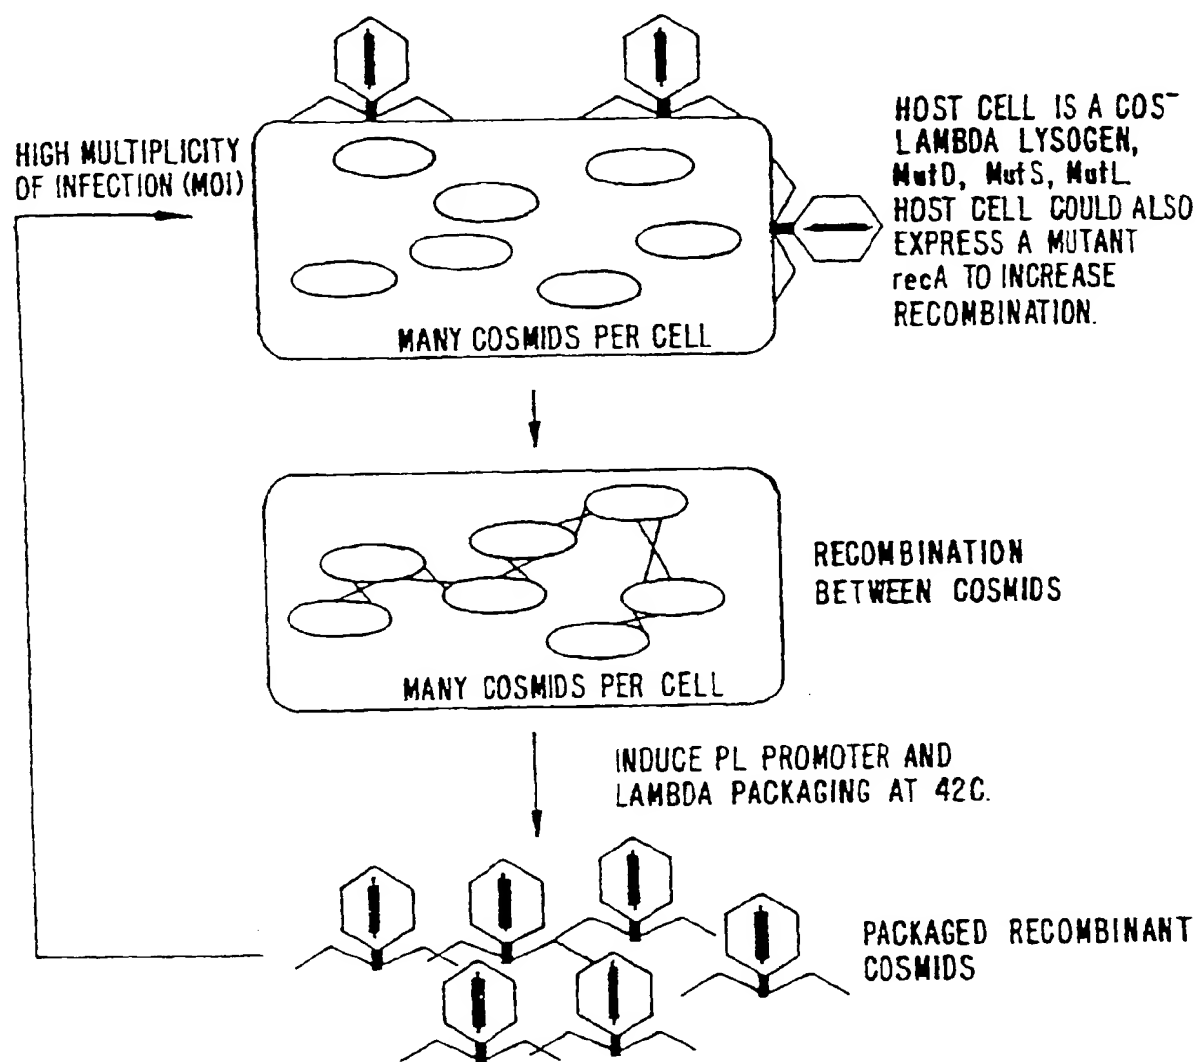 HOST CELL IS A COS⁻
LAMBDA LYSOGEN,
MutD, MutS, MutL.
HOST CELL COULD ALSO
EXPRESS A MUTANT
recA TO INCREASE
RECOMBINATION.
HIGH MULTIPLICITY
OF INFECTION (MOI)
MANY COSMIDS PER CELL
RECOMBINATION
BETWEEN COSMIDS
MANY COSMIDS PER CELL
INDUCE PL PROMOTER AND
LAMBDA PACKAGING AT 42C.
PACKAGED RECOMBINANT
COSMIDS